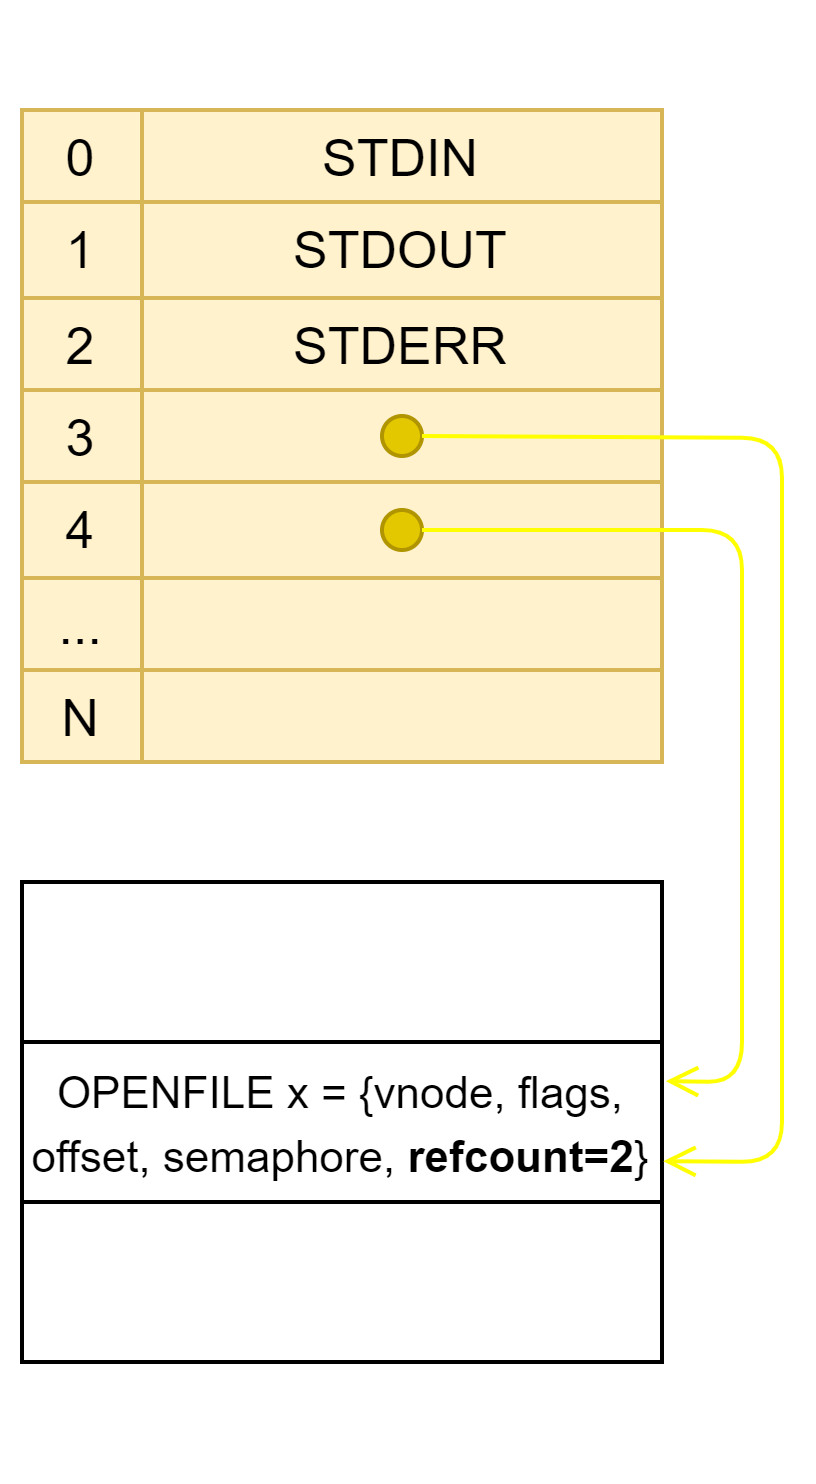 0 STDIN
1 STDOUT
2 STDERR
3
4
...
N
OPENFILE x = {vnode, flags,
offset, semaphore, refcount=2}